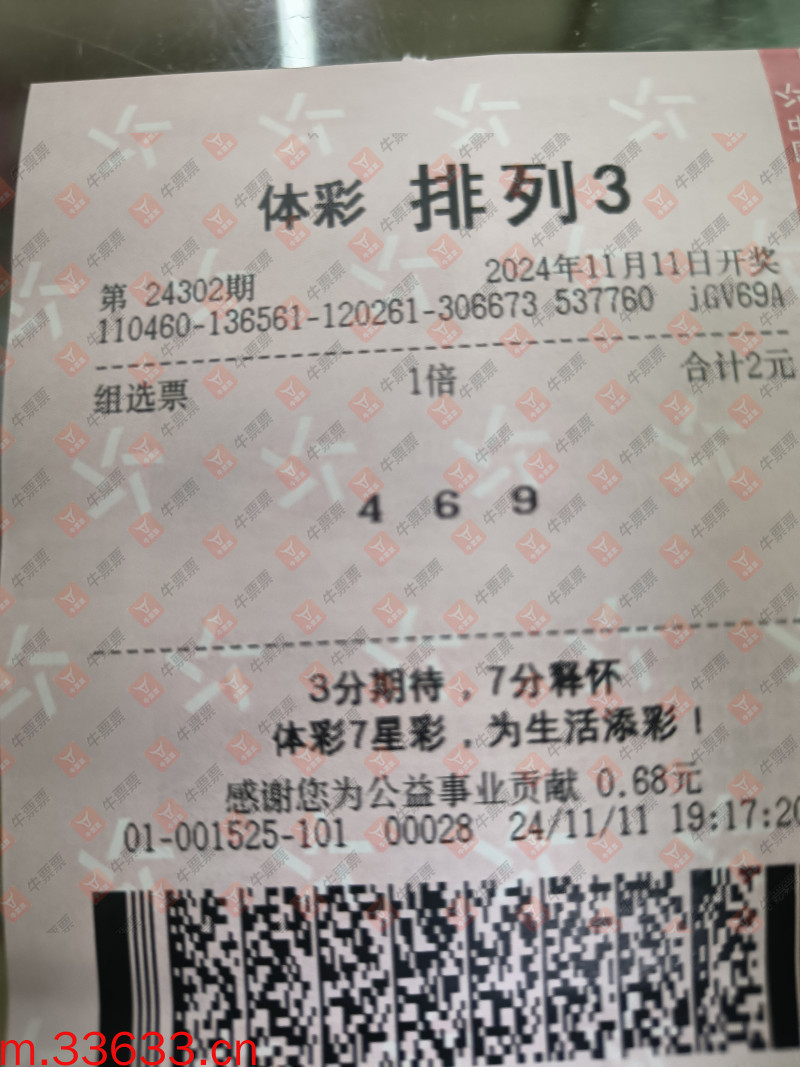 体彩 排列3
第 24302期 2024年11月11日开奖
110460-136561-120261-306673 537760 jGV69A
组选票 1倍 合计2元
4 6 9
3分期待，7分释怀
体彩7星彩，为生活添彩！
感谢您为公益事业贡献 0.68元
01-001525-101 00028 24/11/11 19:17:20
牛票票
m.33633.cn